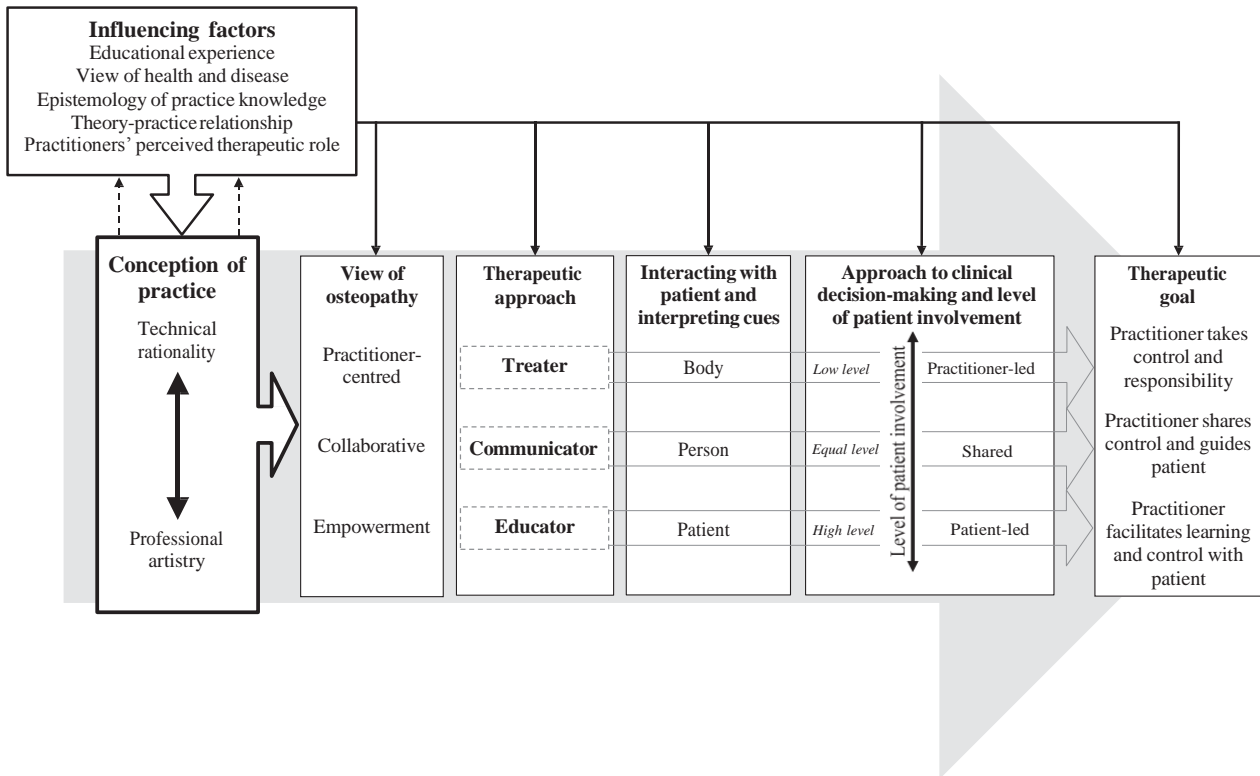 Influencing factors
Educational experience
View of health and disease
Epistemology of practice knowledge
Theory-practice relationship
Practitioners’ perceived therapeutic role
Conception of
practice
Technical
rationality
Professional
artistry
View of
osteopathy
Practitioner-
centred
Collaborative
Empowerment
Therapeutic
approach
Treater
Communicator
Educator
Interacting with
patient and
interpreting cues
Body
Person
Patient
Approach to clinical
decision-making and level
of patient involvement
Low level
Equal level
High level
Level of patient involvement
Practitioner-led
Shared
Patient-led
Therapeutic
goal
Practitioner takes
control and
responsibility
Practitioner shares
control and guides
patient
Practitioner
facilitates learning
and control with
patient